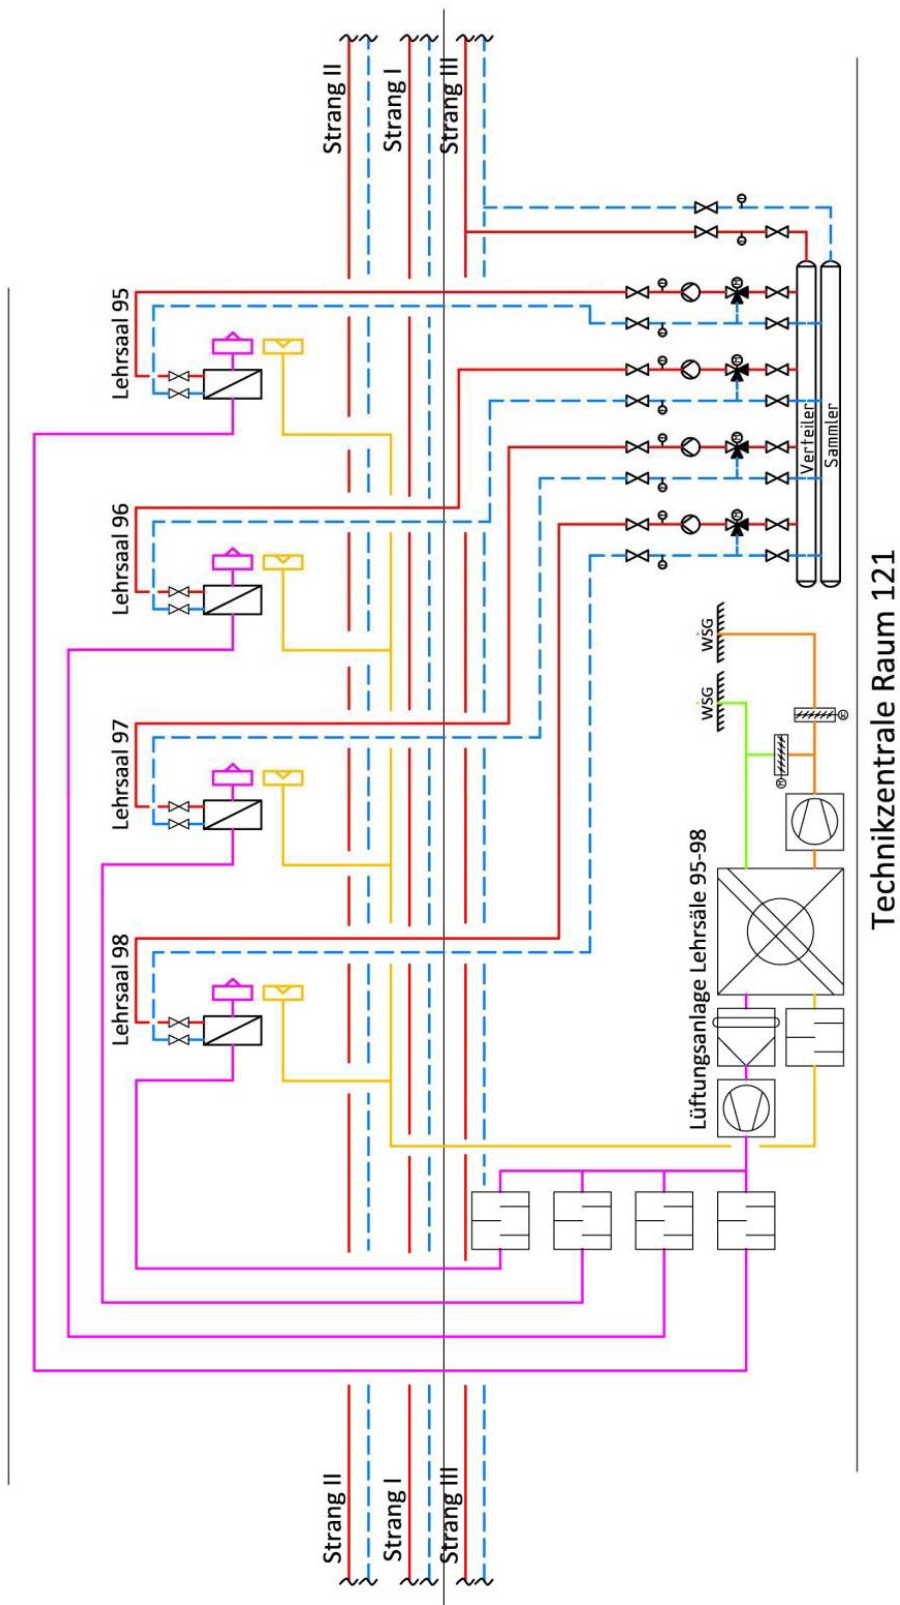 Strang II
Strang I
Strang III
Lehrsaal 95
Lehrsaal 96
Lehrsaal 97
Lehrsaal 98
M
M
M
M
Verteiler
Sammler
WSG
WSG
M
M
Lüftungsanlage Lehrsäle 95-98
Technikzentrale Raum 121
Strang II
Strang I
Strang III